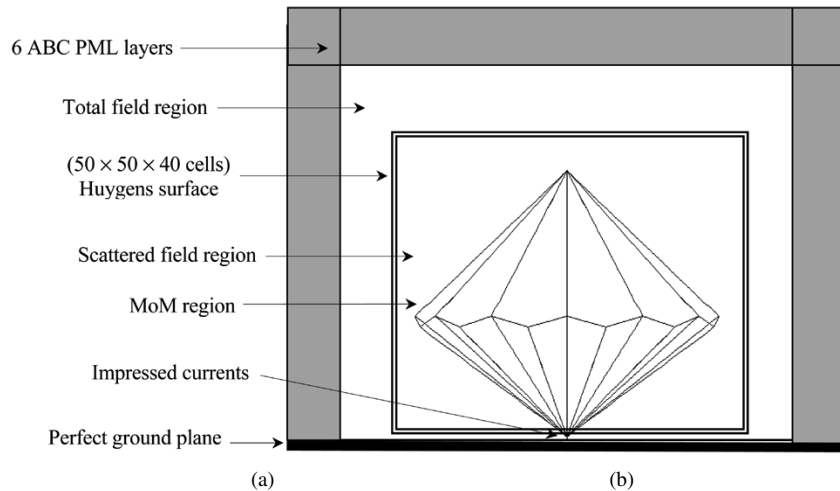 6 ABC PML layers
Total field region
(50 × 50 × 40 cells)
Huygens surface
Scattered field region
MoM region
Impressed currents
Perfect ground plane
(a) (b)